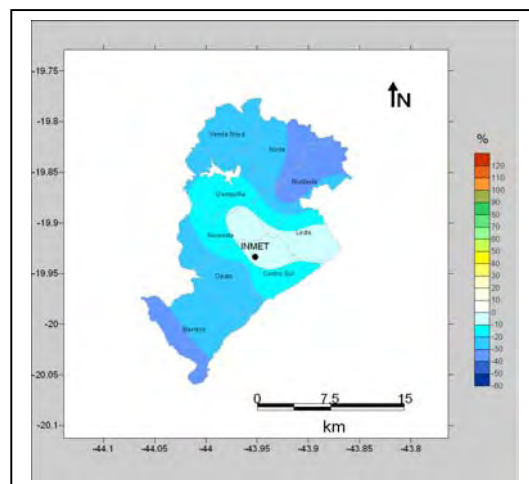 -19.75
-19.8
-19.85
-19.9
-19.95
-20
-20.05
-20.1
-44.1
-44.05
-44
-43.95
-43.9
-43.85
-43.8
N
Venda Nova
Norte
Nordeste
Pampulha
Leste
Noroeste
INMET
Oeste
Centro Sul
Barreiro
%
120
110
100
90
80
70
60
50
40
30
20
10
0
-10
-20
-30
-40
-50
-60
0 7.5 15
km